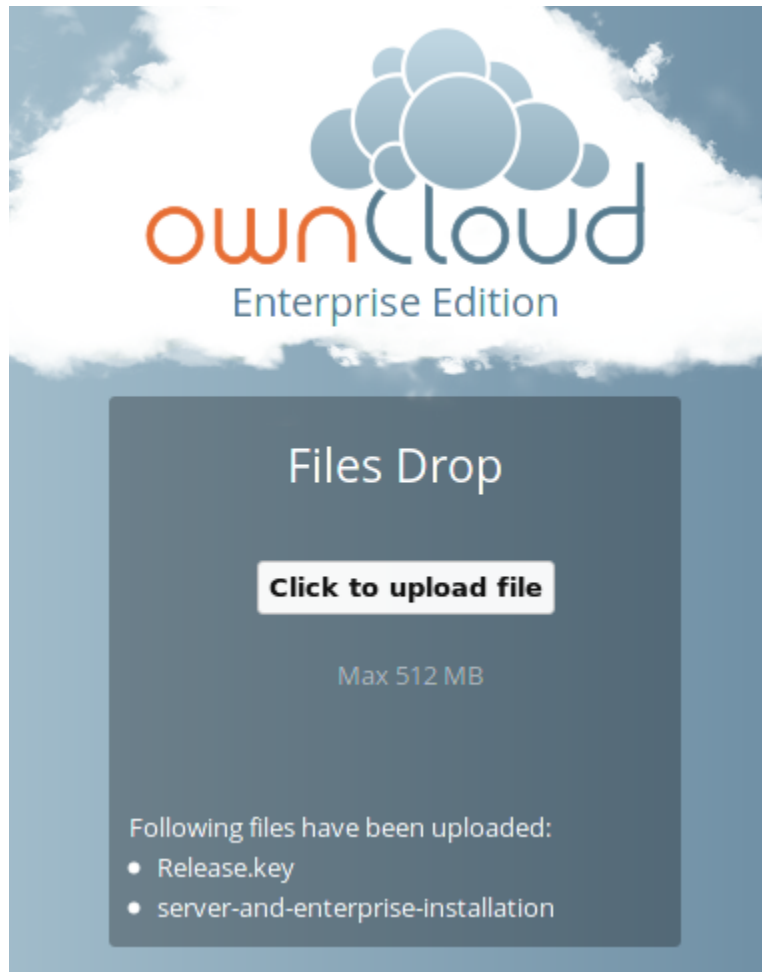 ownCloud
Enterprise Edition
Files Drop
Click to upload file
Max 512 MB
Following files have been uploaded:
• Release.key
• server-and-enterprise-installation